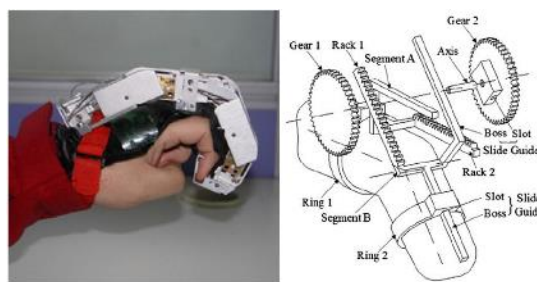 Gear 2
Rack 1
Gear 1
Segment A
Axis
Boss Slot
Slide Guide
Rack 2
Ring 1
Segment B
Slot
Slide
Boss
Guide
Ring 2